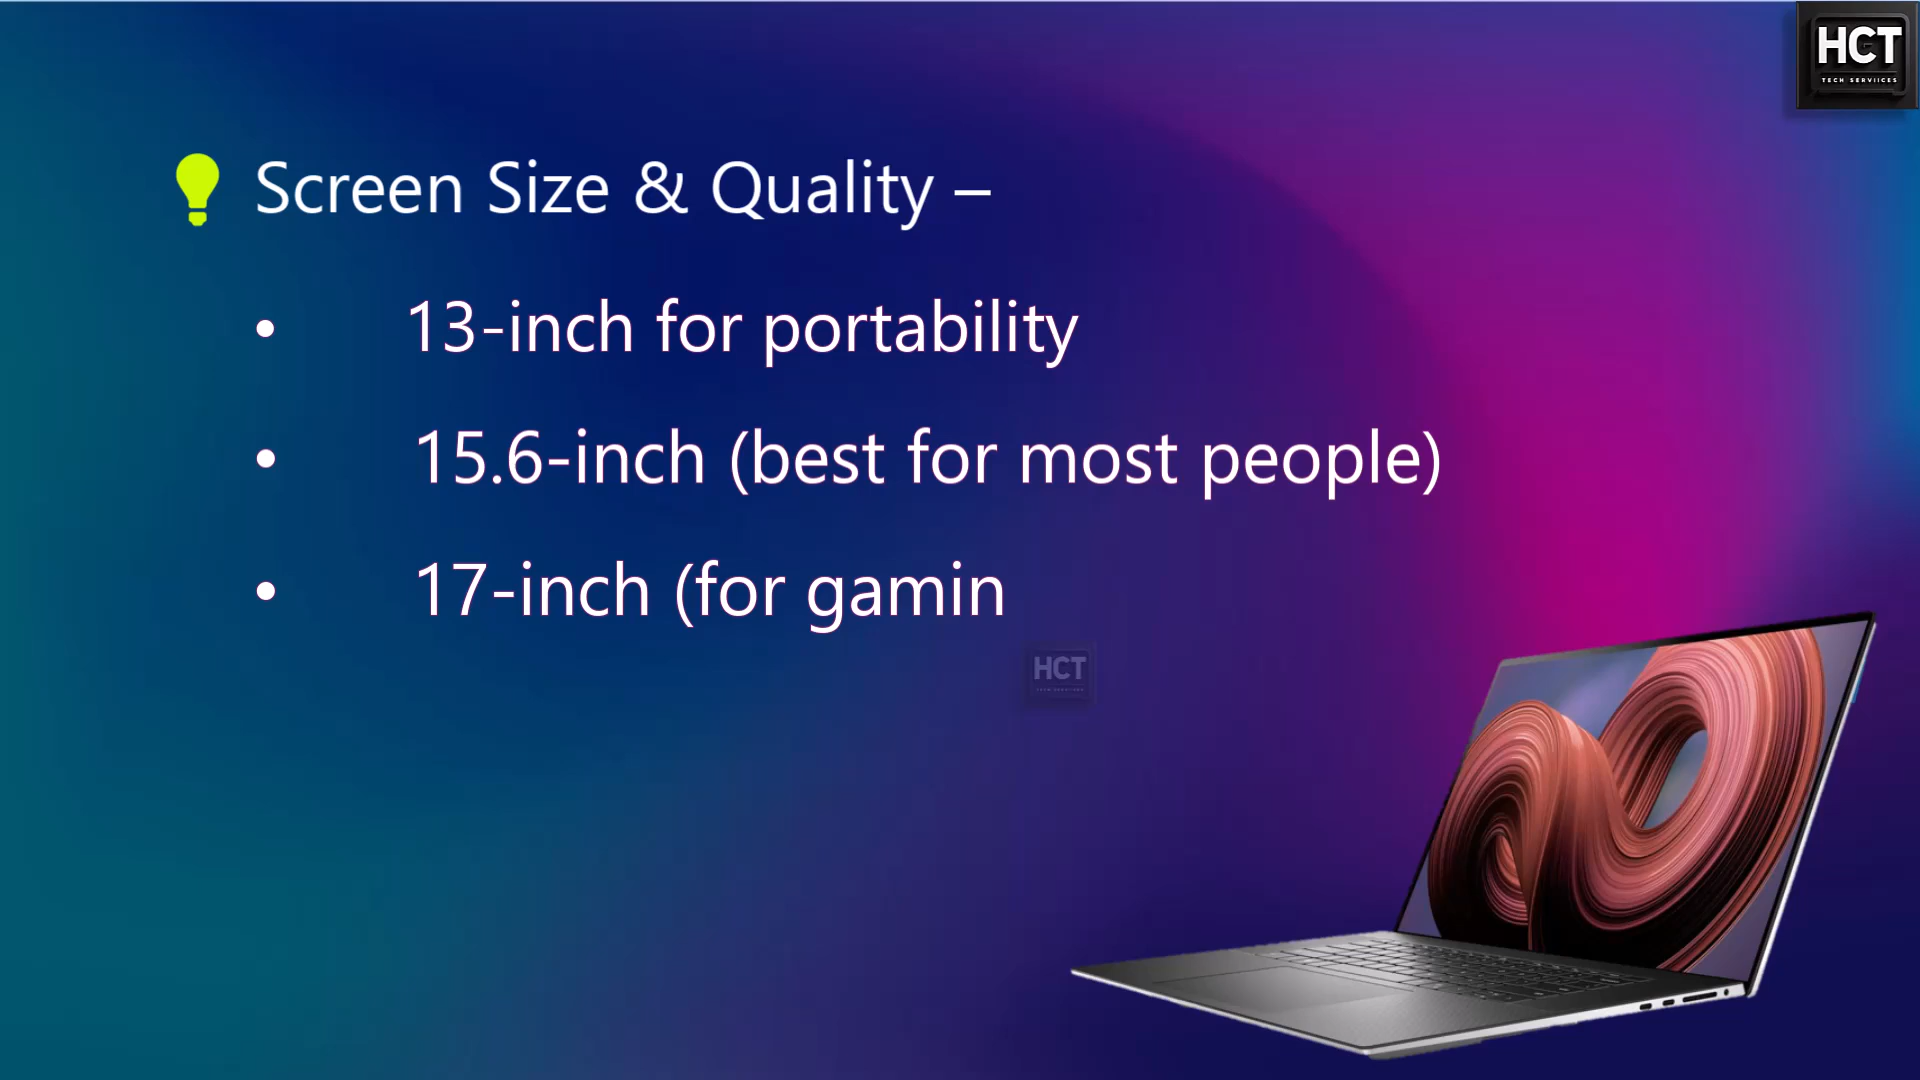 HCT
TECH SERVIICES
Screen Size & Quality –
• 13-inch for portability
• 15.6-inch (best for most people)
• 17-inch (for gamin
HCT